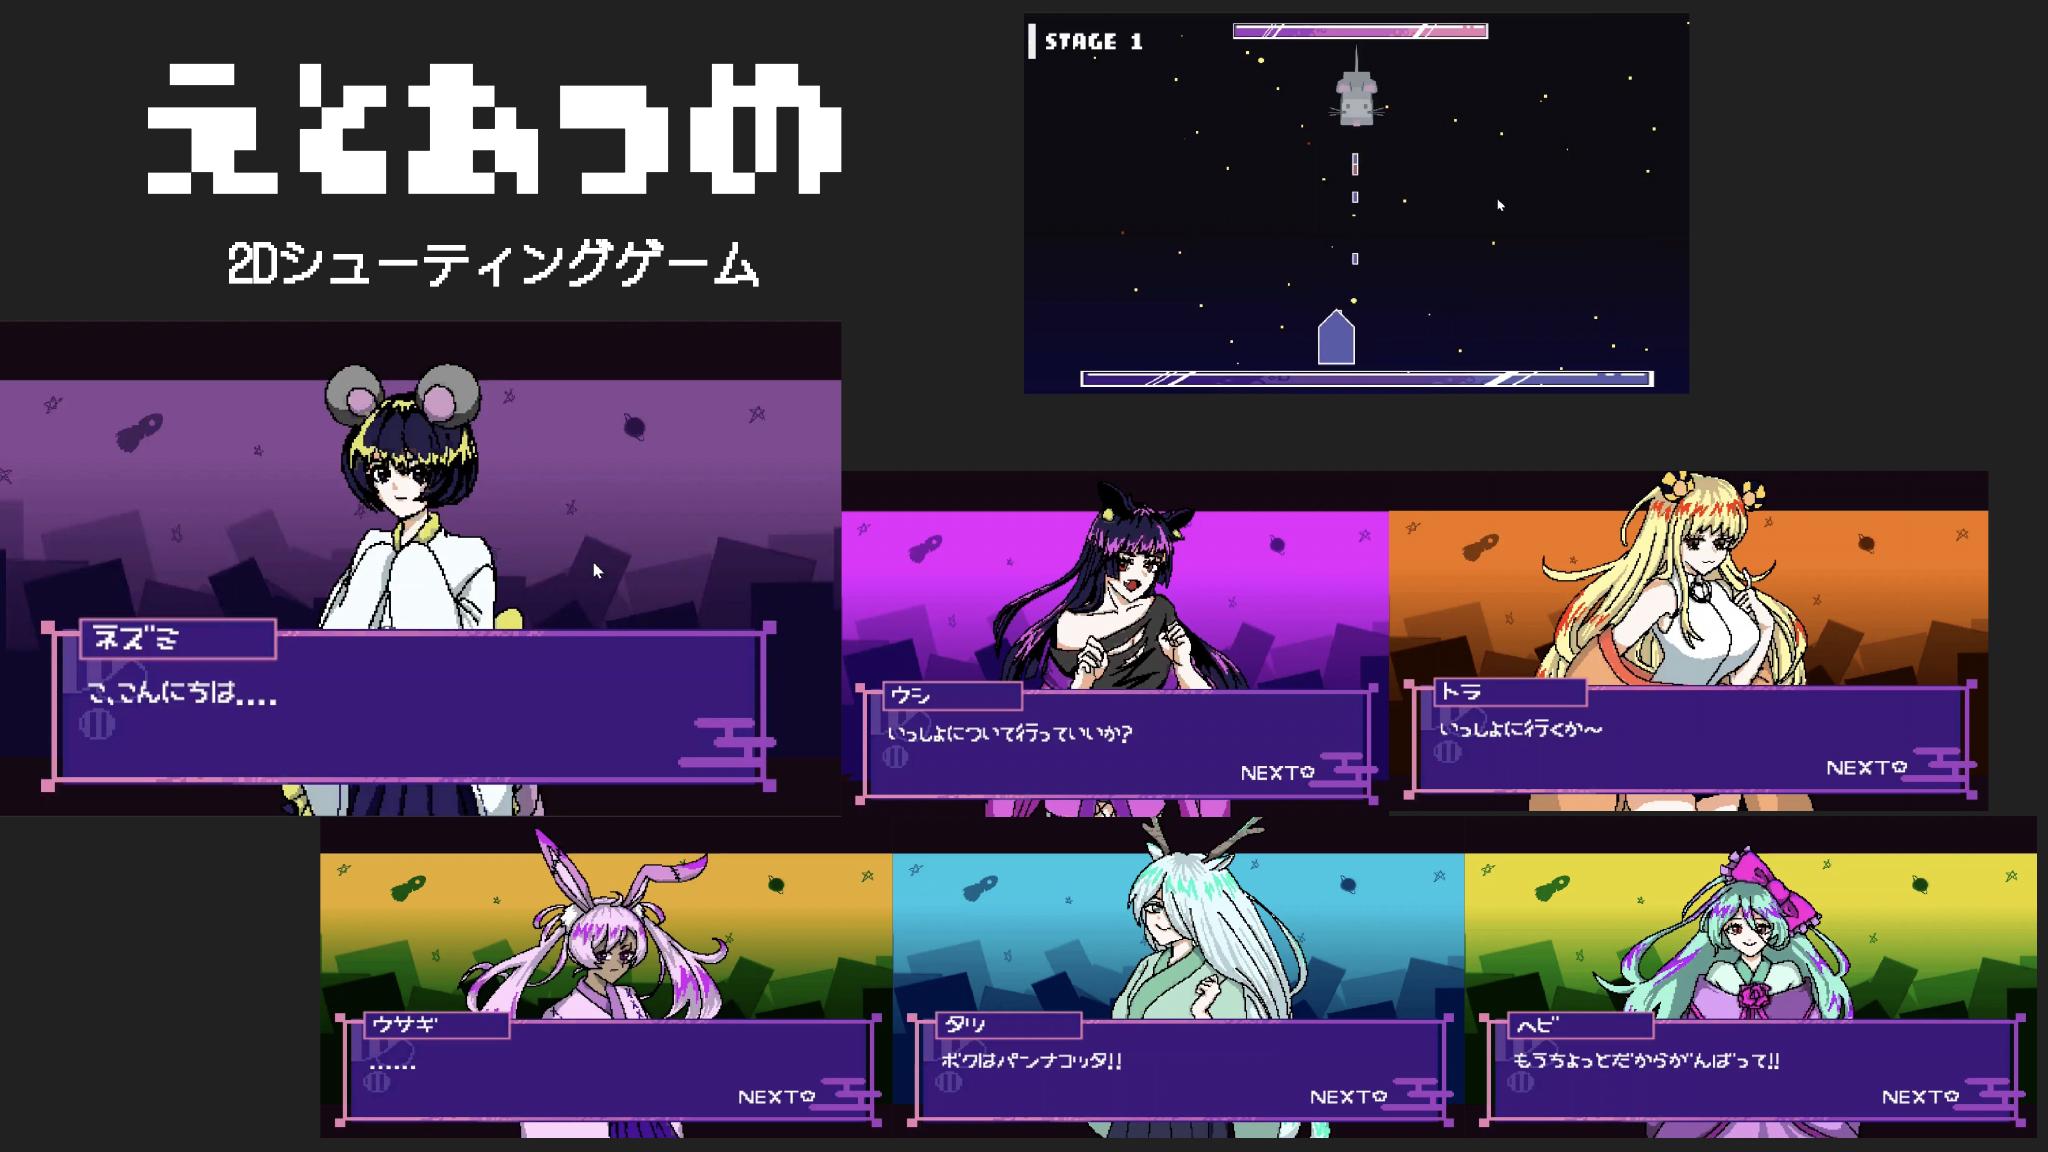 えとあつめ
2Dシューティングゲーム
STAGE 1
ネズミ
こ、こんにちは....
ウシ
いっしょについて行っていいか?
NEXT
トラ
いっしょに行くか〜
NEXT
ウサギ
......
NEXT
タツ
ボクはパンナコッタ!!
NEXT
ヘビ
もうちょっとだからがんばって!!
NEXT